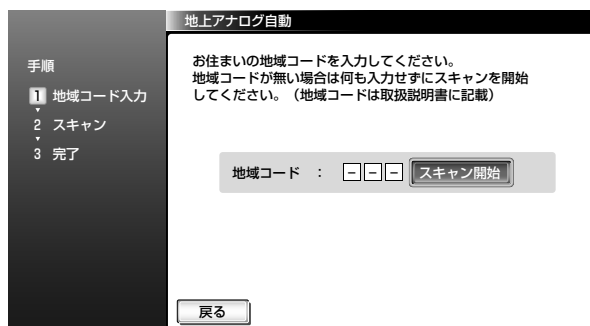 地上アナログ自動
手順
1 地域コード入力
2 スキャン
3 完了
お住まいの地域コードを入力してください。
地域コードが無い場合は何も入力せずにスキャンを開始
してください。（地域コードは取扱説明書に記載）
地域コード ： － － － スキャン開始
戻る